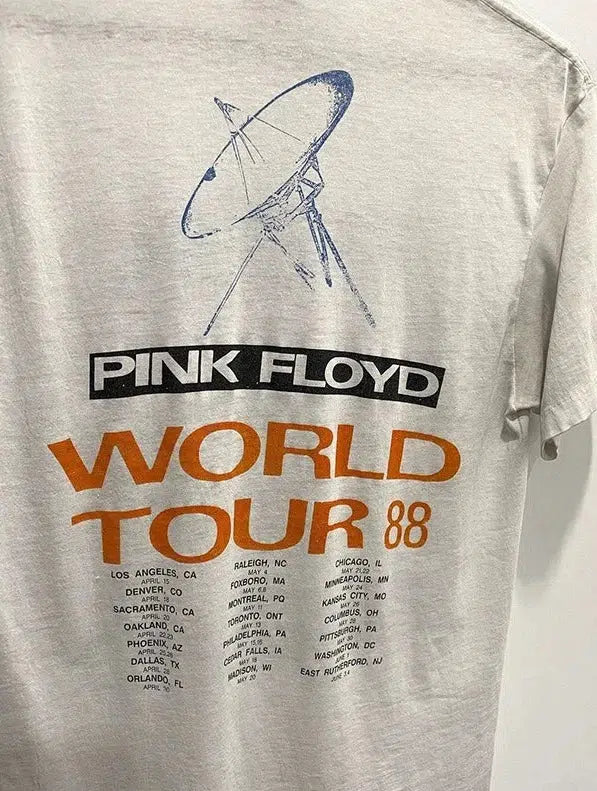 PINK FLOYD
WORLD
TOUR 88
LOS ANGELES, CA
APRIL 15
DENVER, CO
APRIL 18
SACRAMENTO, CA
APRIL 20
OAKLAND, CA
APRIL 22,23
PHOENIX, AZ
APRIL 25,26
DALLAS, TX
APRIL 28
ORLANDO, FL
APRIL 30
RALEIGH, NC
MAY 4
FOXBORO, MA
MAY 6,8
MONTREAL, PQ
MAY 11
TORONTO, ONT
MAY 13
PHILADELPHIA, PA
MAY 15,16
CEDAR FALLS, IA
MAY 18
MADISON, WI
MAY 20
CHICAGO, IL
MAY 21,22
MINNEAPOLIS, MN
MAY 24
KANSAS CITY, MO
MAY 26
COLUMBUS, OH
MAY 28
PITTSBURGH, PA
MAY 30
WASHINGTON, DC
JUNE 1
EAST RUTHERFORD, NJ
JUNE 3,4